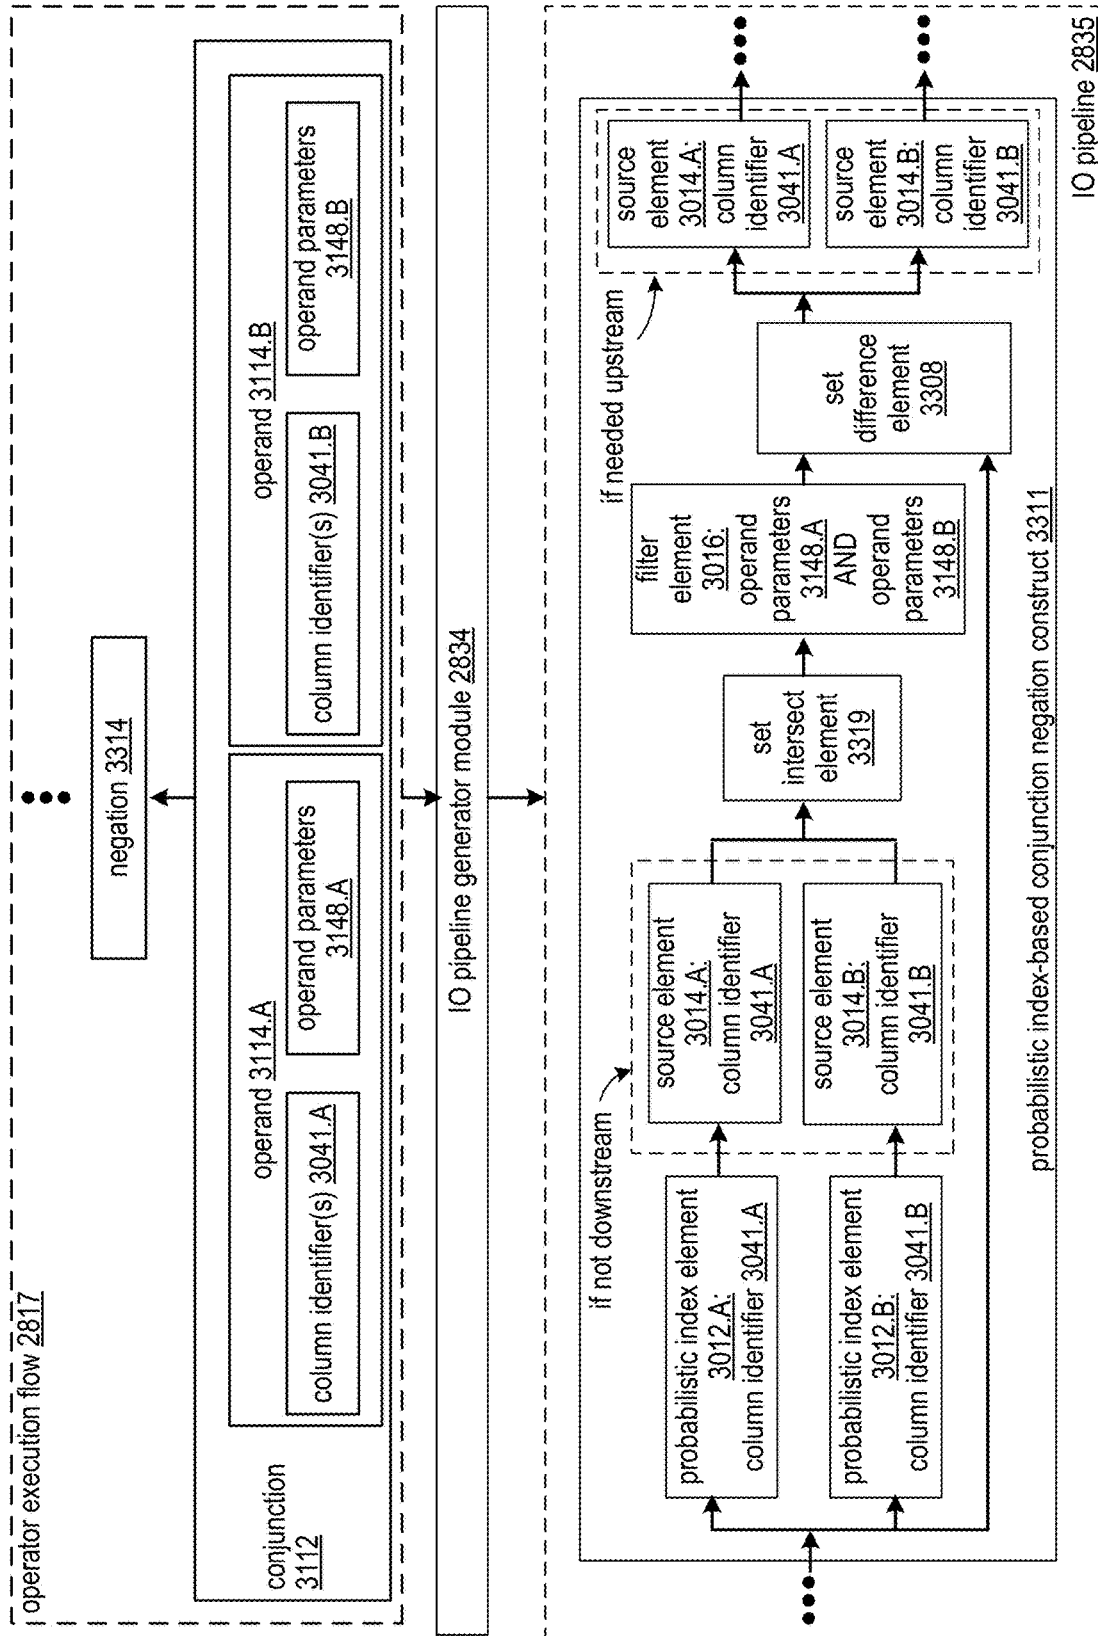 operator execution flow 2817
negation 3314
conjunction
3112
operand 3114.A
column identifier(s) 3041.A
operand parameters
3148.A
operand 3114.B
column identifier(s) 3041.B
operand parameters
3148.B
IO pipeline generator module 2834
IO pipeline 2835
probabilistic index-based conjunction negation construct 3311
probabilistic index element
3012.A:
column identifier 3041.A
probabilistic index element
3012.B:
column identifier 3041.B
if not downstream
source element
3014.A:
column identifier
3041.A
source element
3014.B:
column identifier
3041.B
set
intersect
element
3319
filter
element
3016:
operand
parameters
3148.A
AND
operand
parameters
3148.B
set
difference
element
3308
if needed upstream
source
element
3014.A:
column
identifier
3041.A
source
element
3014.B:
column
identifier
3041.B